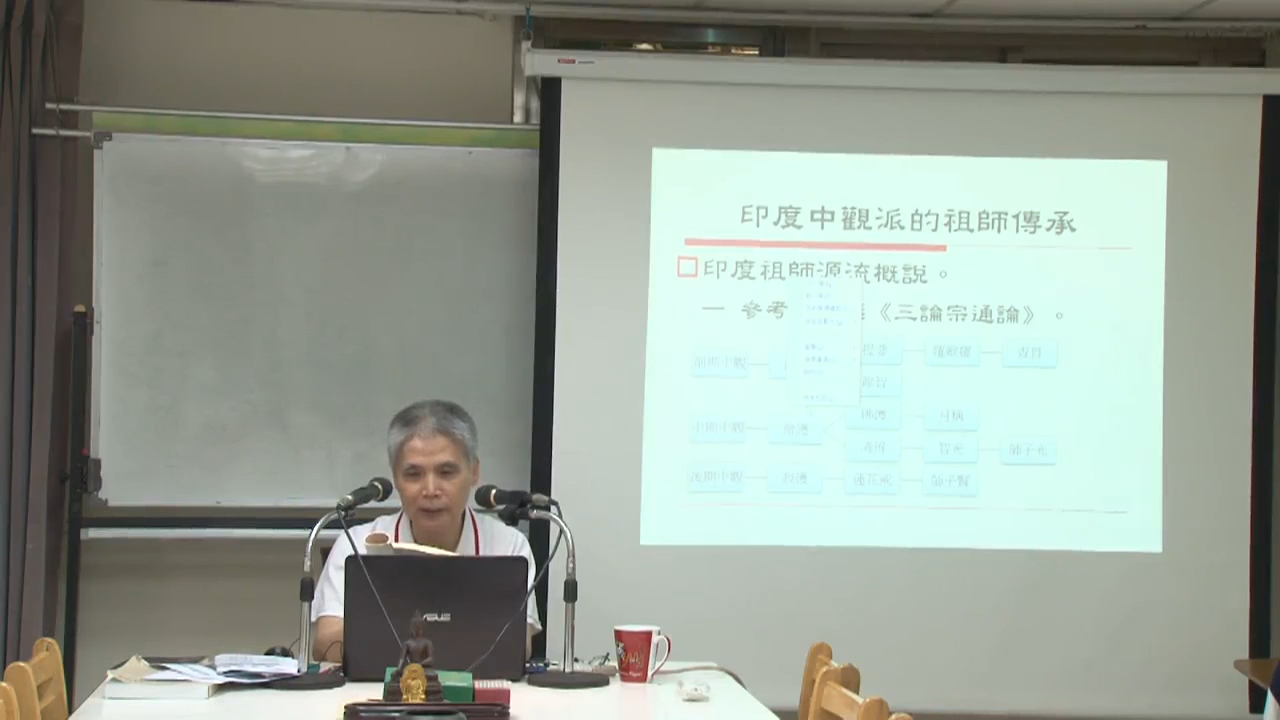 印度中觀派的祖師傳承
印度祖師源流概說。
— 參考 《三論宗通論》。
前期中觀 提婆 羅睺羅 青目
中期中觀 佛護 月稱
清辨 智光 師子光
後期中觀 寂護 蓮花戒 師子賢
ASUS